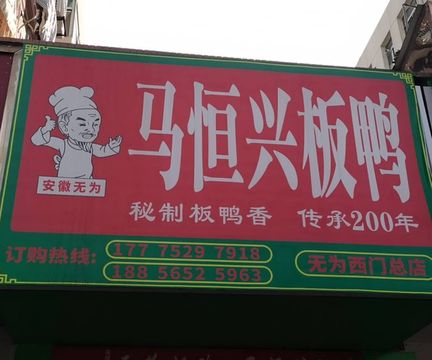 马恒兴板鸭
安徽无为
秘制板鸭香 传承200年
订购热线: 177 7529 7918
188 5652 5963
无为西门总店